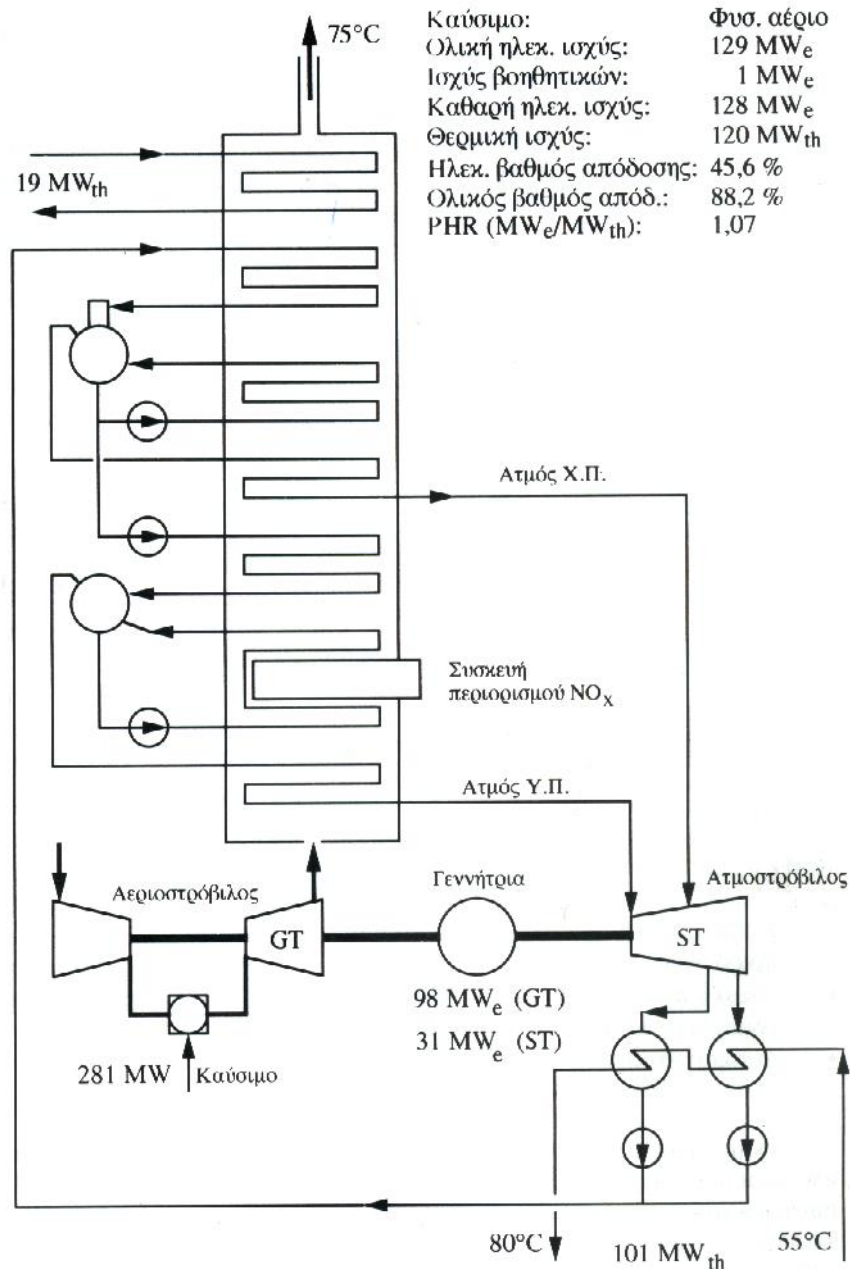 75°C
Καύσιμο: Φυσ. αέριο
Ολική ηλεκ. ισχύς: 129 MWe
Ισχύς βοηθητικών: 1 MWe
Καθαρή ηλεκ. ισχύς: 128 MWe
Θερμική ισχύς: 120 MWth
Ηλεκ. βαθμός απόδοσης: 45,6 %
Ολικός βαθμός απόδ.: 88,2 %
PHR (MWe/MWth): 1,07
19 MWth
Ατμός Χ.Π.
Συσκευή
περιορισμού NOx
Ατμός Υ.Π.
Αεριοστρόβιλος
Γεννήτρια
Ατμοστρόβιλος
GT
ST
98 MWe (GT)
31 MWe (ST)
281 MW
Καύσιμο
80°C
101 MWth
55°C